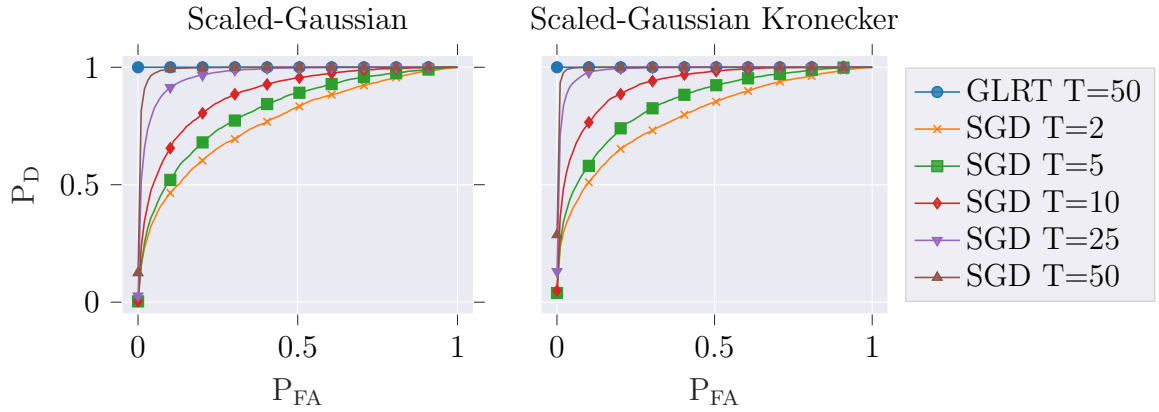 Scaled-Gaussian
Scaled-Gaussian Kronecker
1
0.5
0
P_D
0 0.5 1
0 0.5 1
P_FA
P_FA
GLRT T=50
SGD T=2
SGD T=5
SGD T=10
SGD T=25
SGD T=50